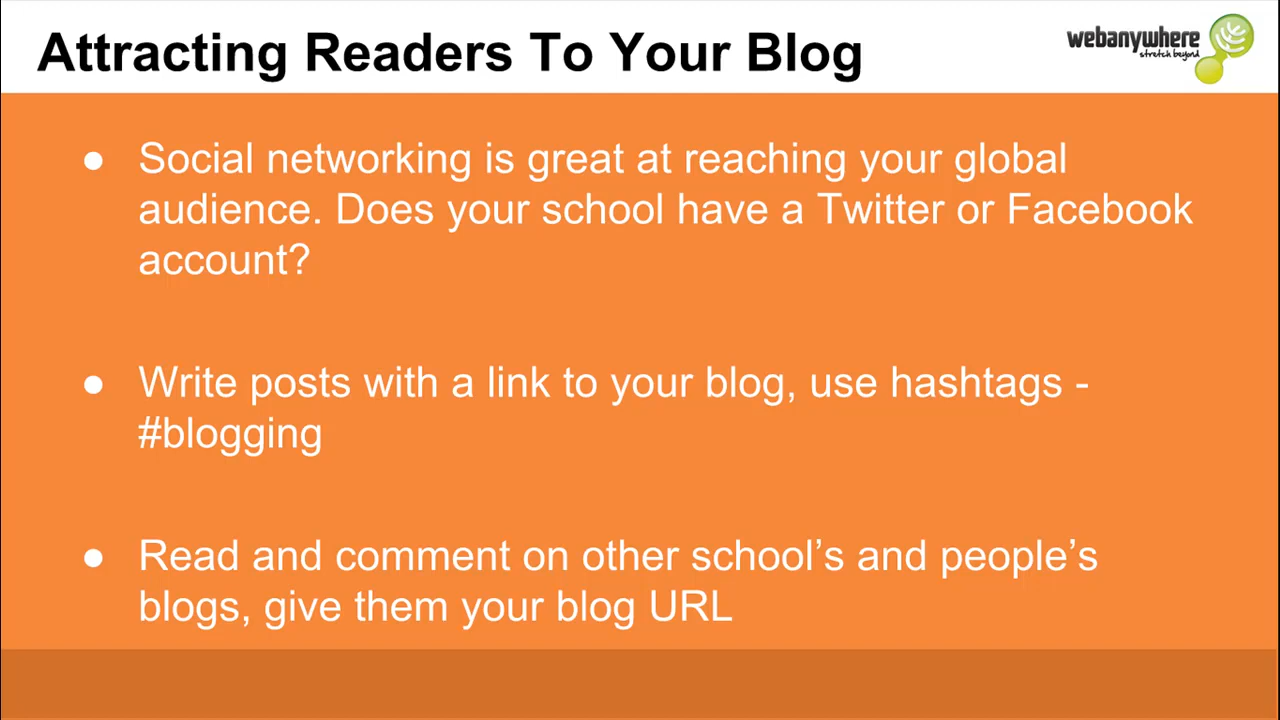 Attracting Readers To Your Blog
webanywhere
stretch beyond
● Social networking is great at reaching your global
audience. Does your school have a Twitter or Facebook
account?
● Write posts with a link to your blog, use hashtags -
#blogging
● Read and comment on other school’s and people’s
blogs, give them your blog URL